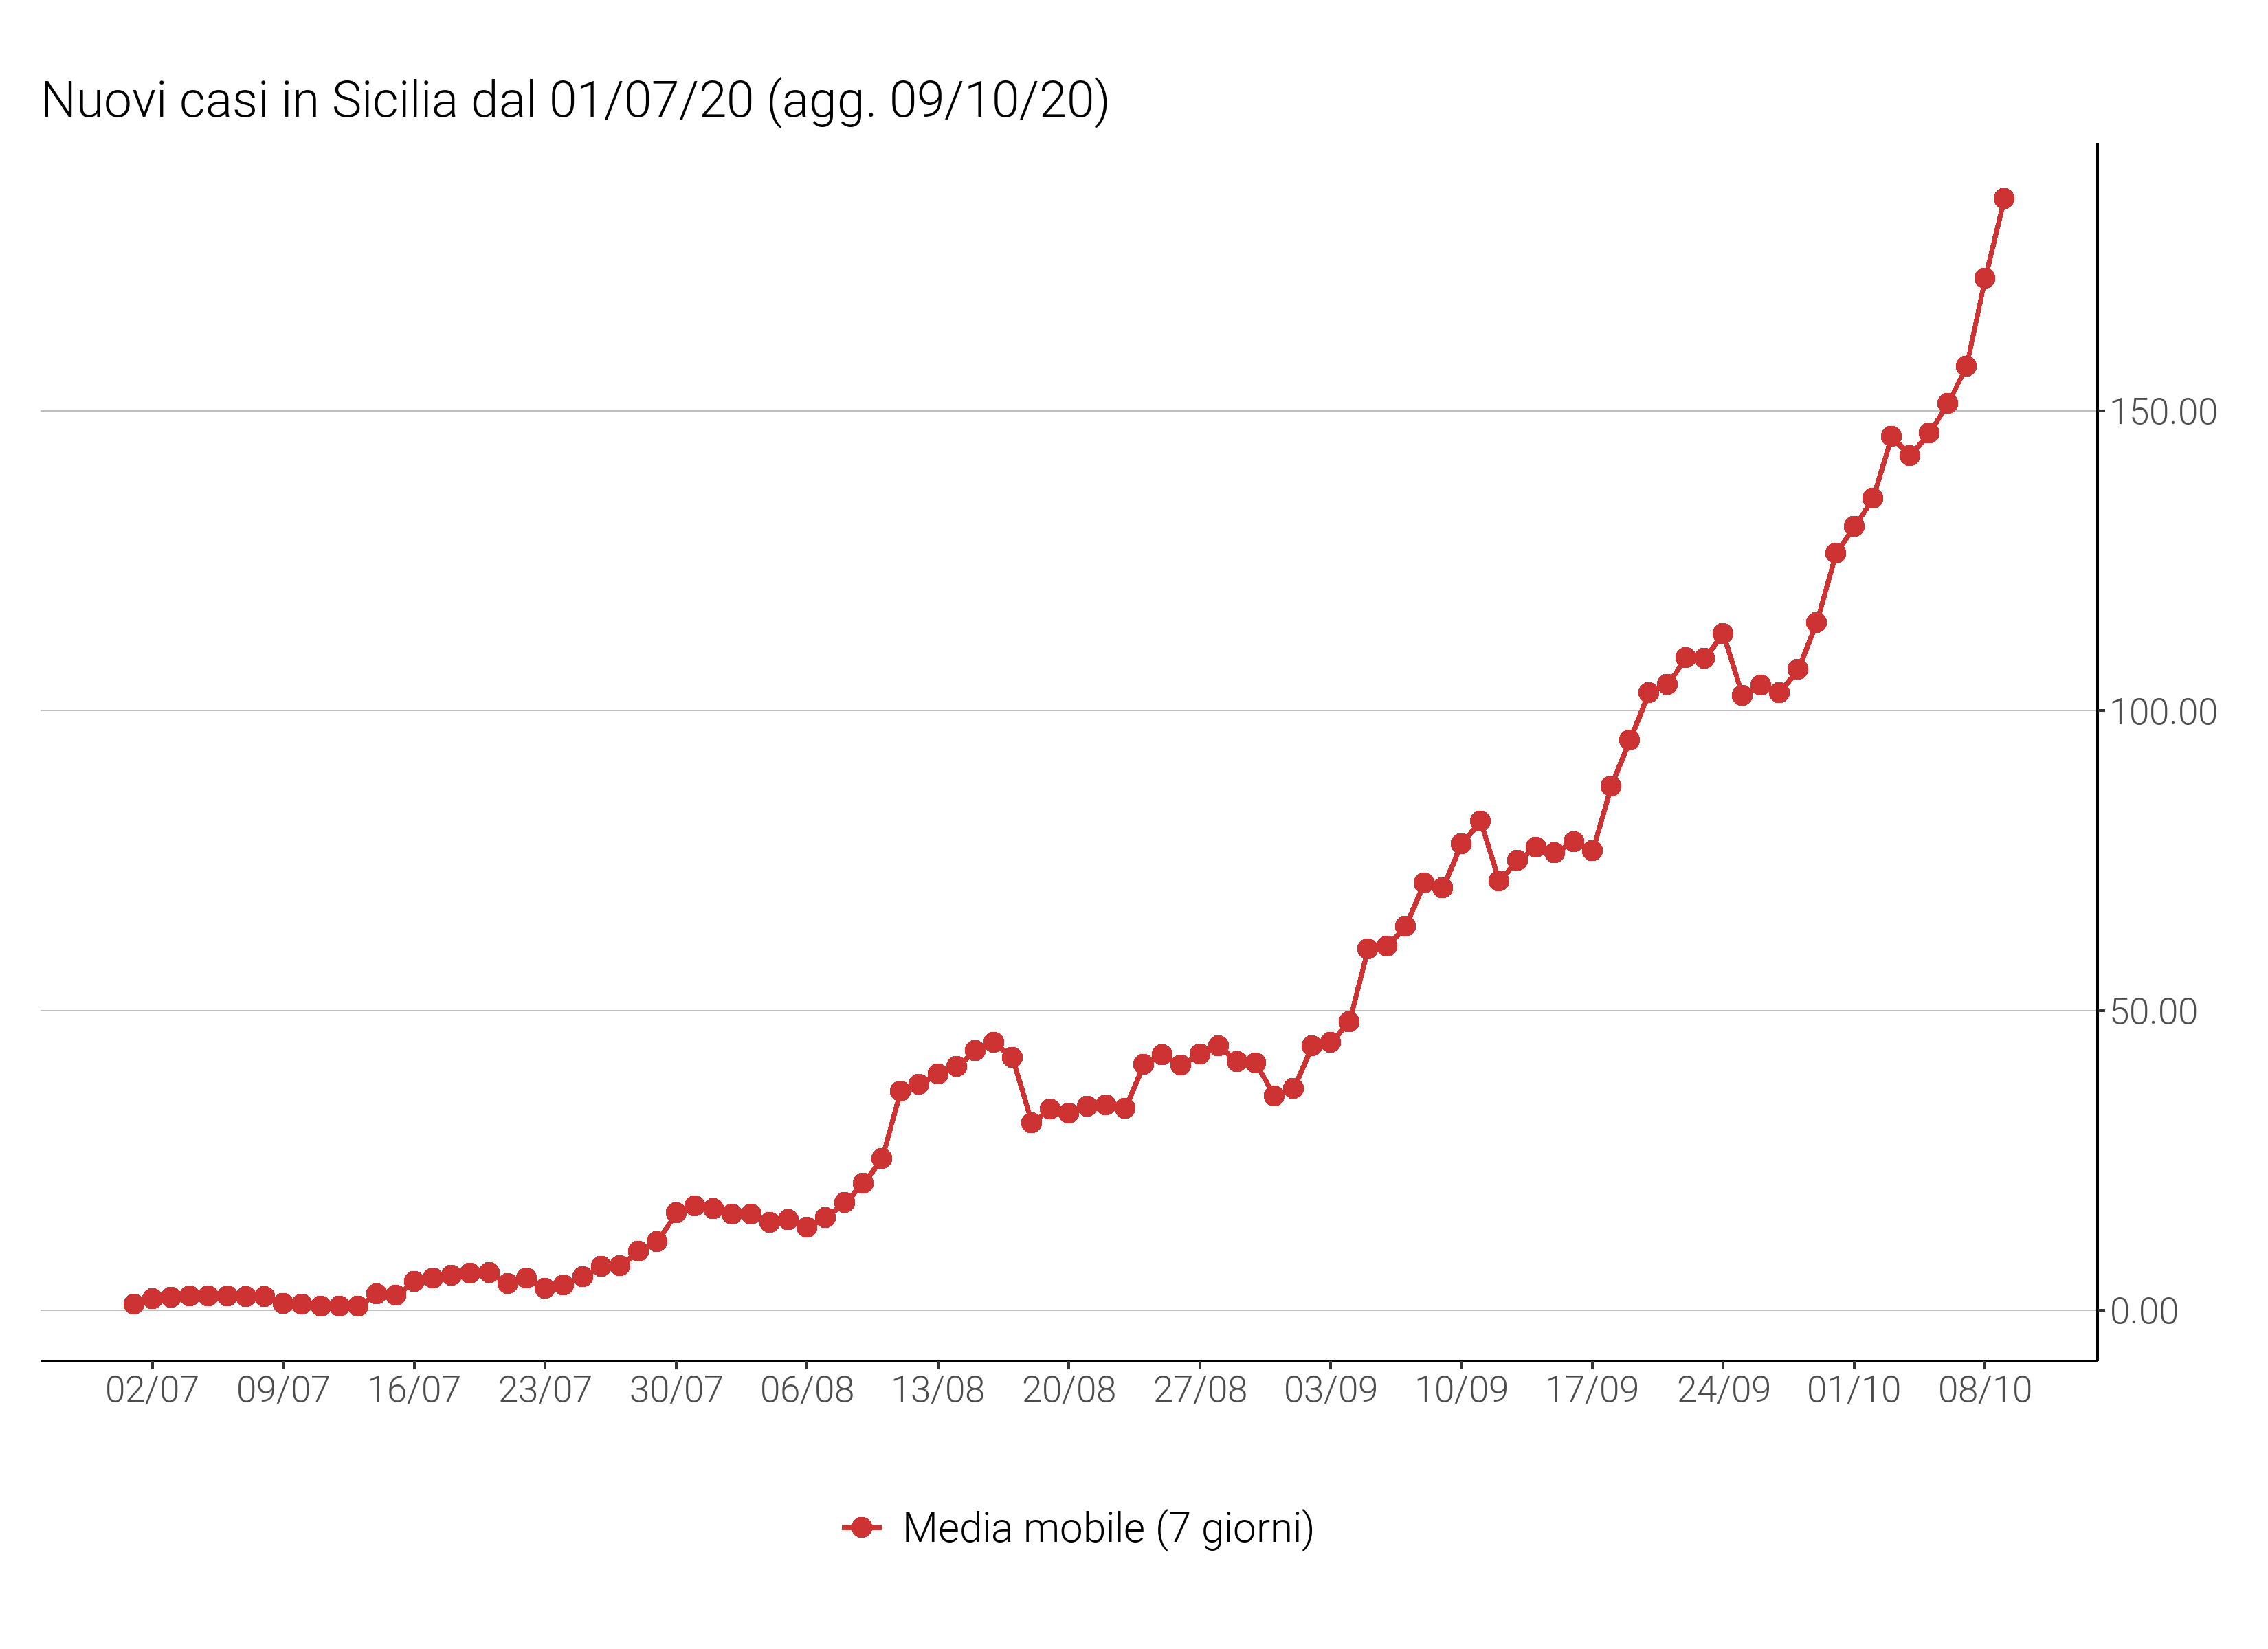 Nuovi casi in Sicilia dal 01/07/20 (agg. 09/10/20)
150.00
100.00
50.00
0.00
02/07 09/07 16/07 23/07 30/07 06/08 13/08 20/08 27/08 03/09 10/09 17/09 24/09 01/10 08/10
Media mobile (7 giorni)